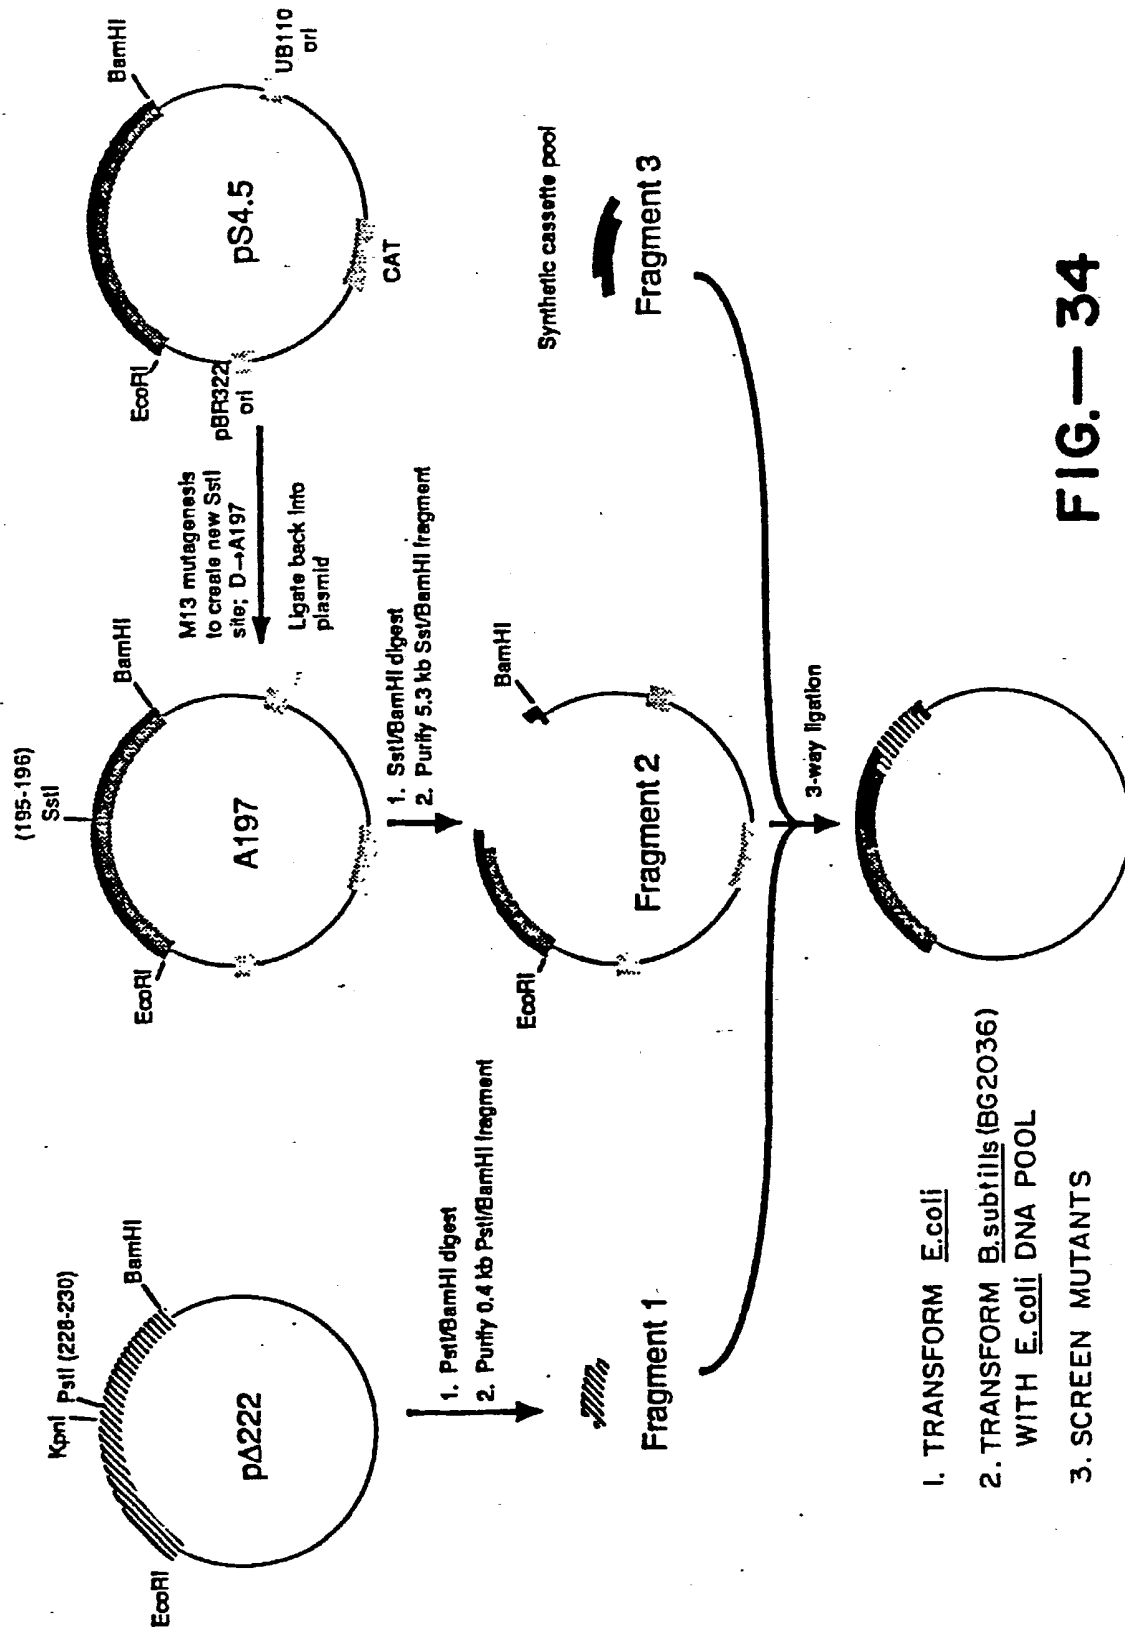 KpnI
PstI (228-230)
EcoRI
BamHI
pΔ222
1. PstI/BamHI digest
2. Purify 0.4 kb PstI/BamHI fragment
Fragment 1
(195-196)
SstI
EcoRI
BamHI
A197
1. SstI/BamHI digest
2. Purify 5.3 kb Sst/BamHI fragment
EcoRI
BamHI
Fragment 2
M13 mutagenesis
to create new SstI
site; D→A197
Ligate back into
plasmid
EcoRI
BamHI
pBR322
ori
UB110
ori
pS4.5
CAT
Synthetic cassette pool
Fragment 3
3-way ligation
1. TRANSFORM E.coli
2. TRANSFORM B.subtilis (BG2036)
WITH E.coli DNA POOL
3. SCREEN MUTANTS
FIG.—34